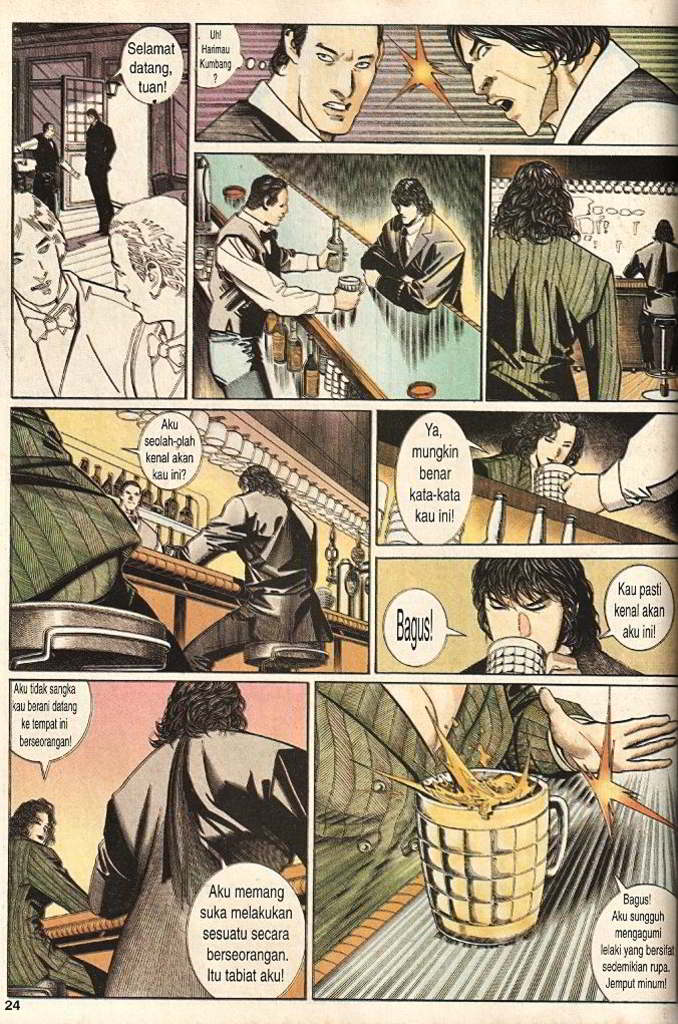 Selamat
datang,
tuan!
Uh!
Harimau
Kumbang
?
Aku
seolah-olah
kenal akan
kau ini?
Ya,
mungkin
benar
kata-kata
kau ini!
Bagus!
Kau pasti
kenal akan
aku ini!
Aku tidak sangka
kau berani datang
ke tempat ini
berseorangan!
Aku memang
suka melakukan
sesuatu secara
berseorangan.
Itu tabiat aku!
Bagus!
Aku sungguh
mengagumi
lelaki yang bersifat
sedemikian rupa.
Jemput minum!
24